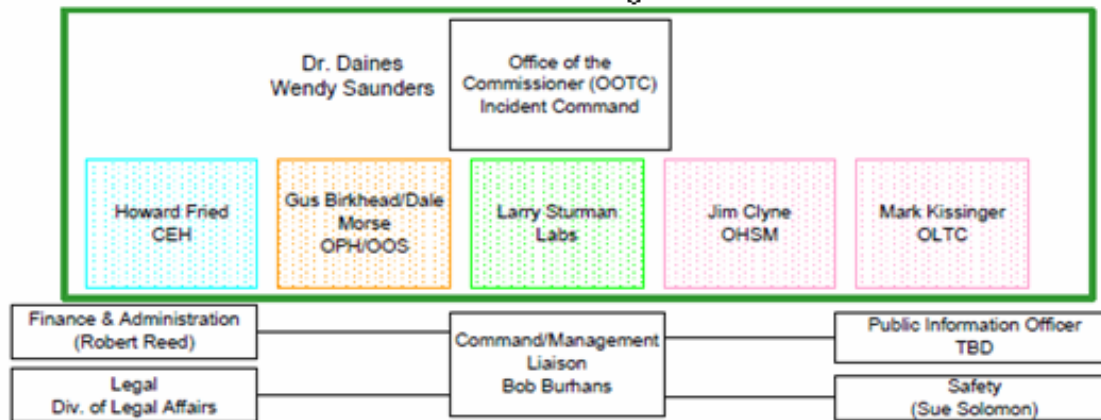 Dr. Daines
Wendy Saunders
Office of the
Commissioner (OOTC)
Incident Command
Howard Fried
CEH
Gus Birkhead/Dale
Morse
OPH/OOS
Larry Sturman
Labs
Jim Clyne
OHSM
Mark Kissinger
OLTC
Finance & Administration
(Robert Reed)
Command/Management
Liaison
Bob Burhans
Public Information Officer
TBD
Legal
Div. of Legal Affairs
Safety
(Sue Solomon)